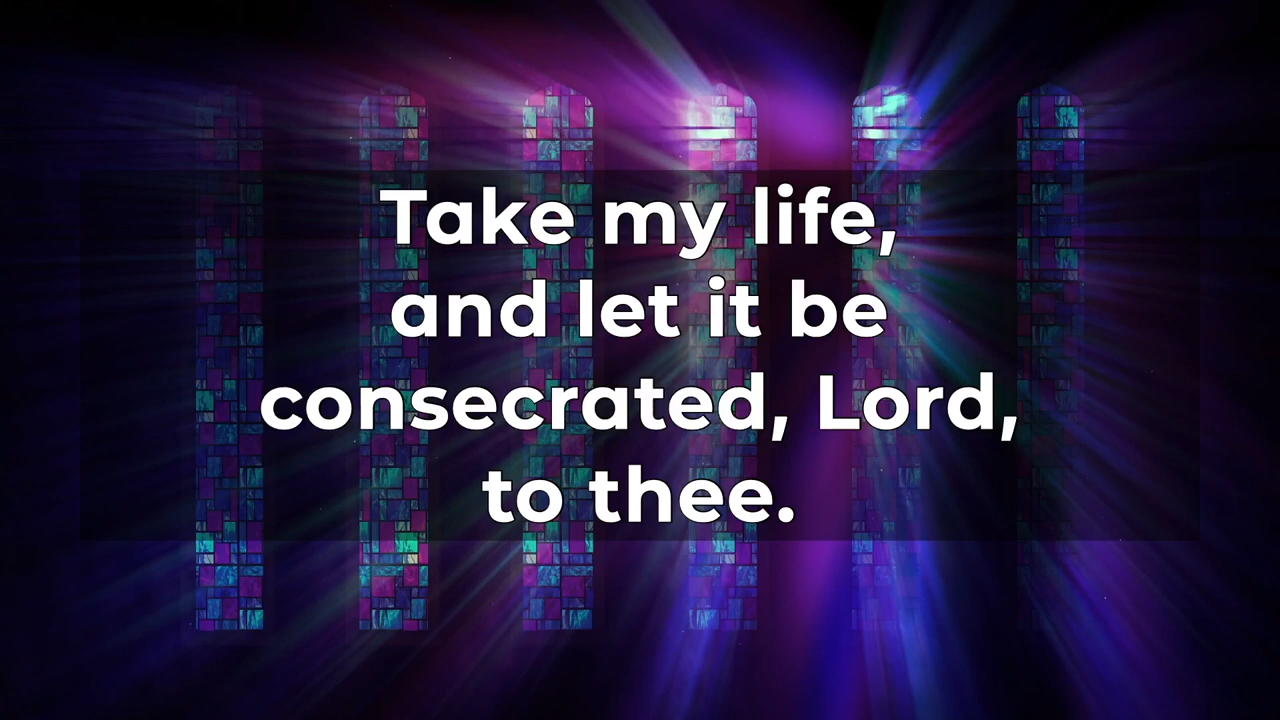 Take my life,
and let it be
consecrated, Lord,
to thee.